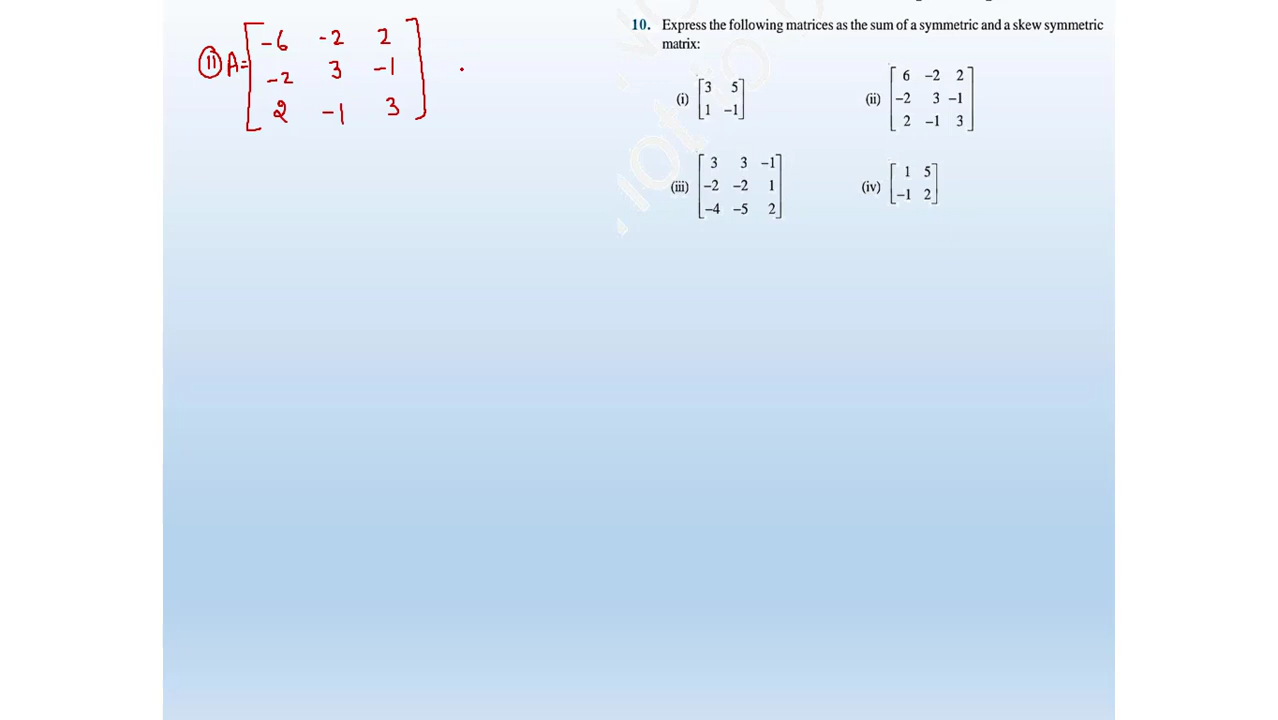 (ii) A= [ -6 -2 2
-2 3 -1
2 -1 3 ]
10. Express the following matrices as the sum of a symmetric and a skew symmetric
matrix:
(i) [ 3 5
1 −1 ]
(ii) [ 6 −2 2
−2 3 −1
2 −1 3 ]
(iii) [ 3 3 −1
−2 −2 1
−4 −5 2 ]
(iv) [ 1 5
−1 2 ]